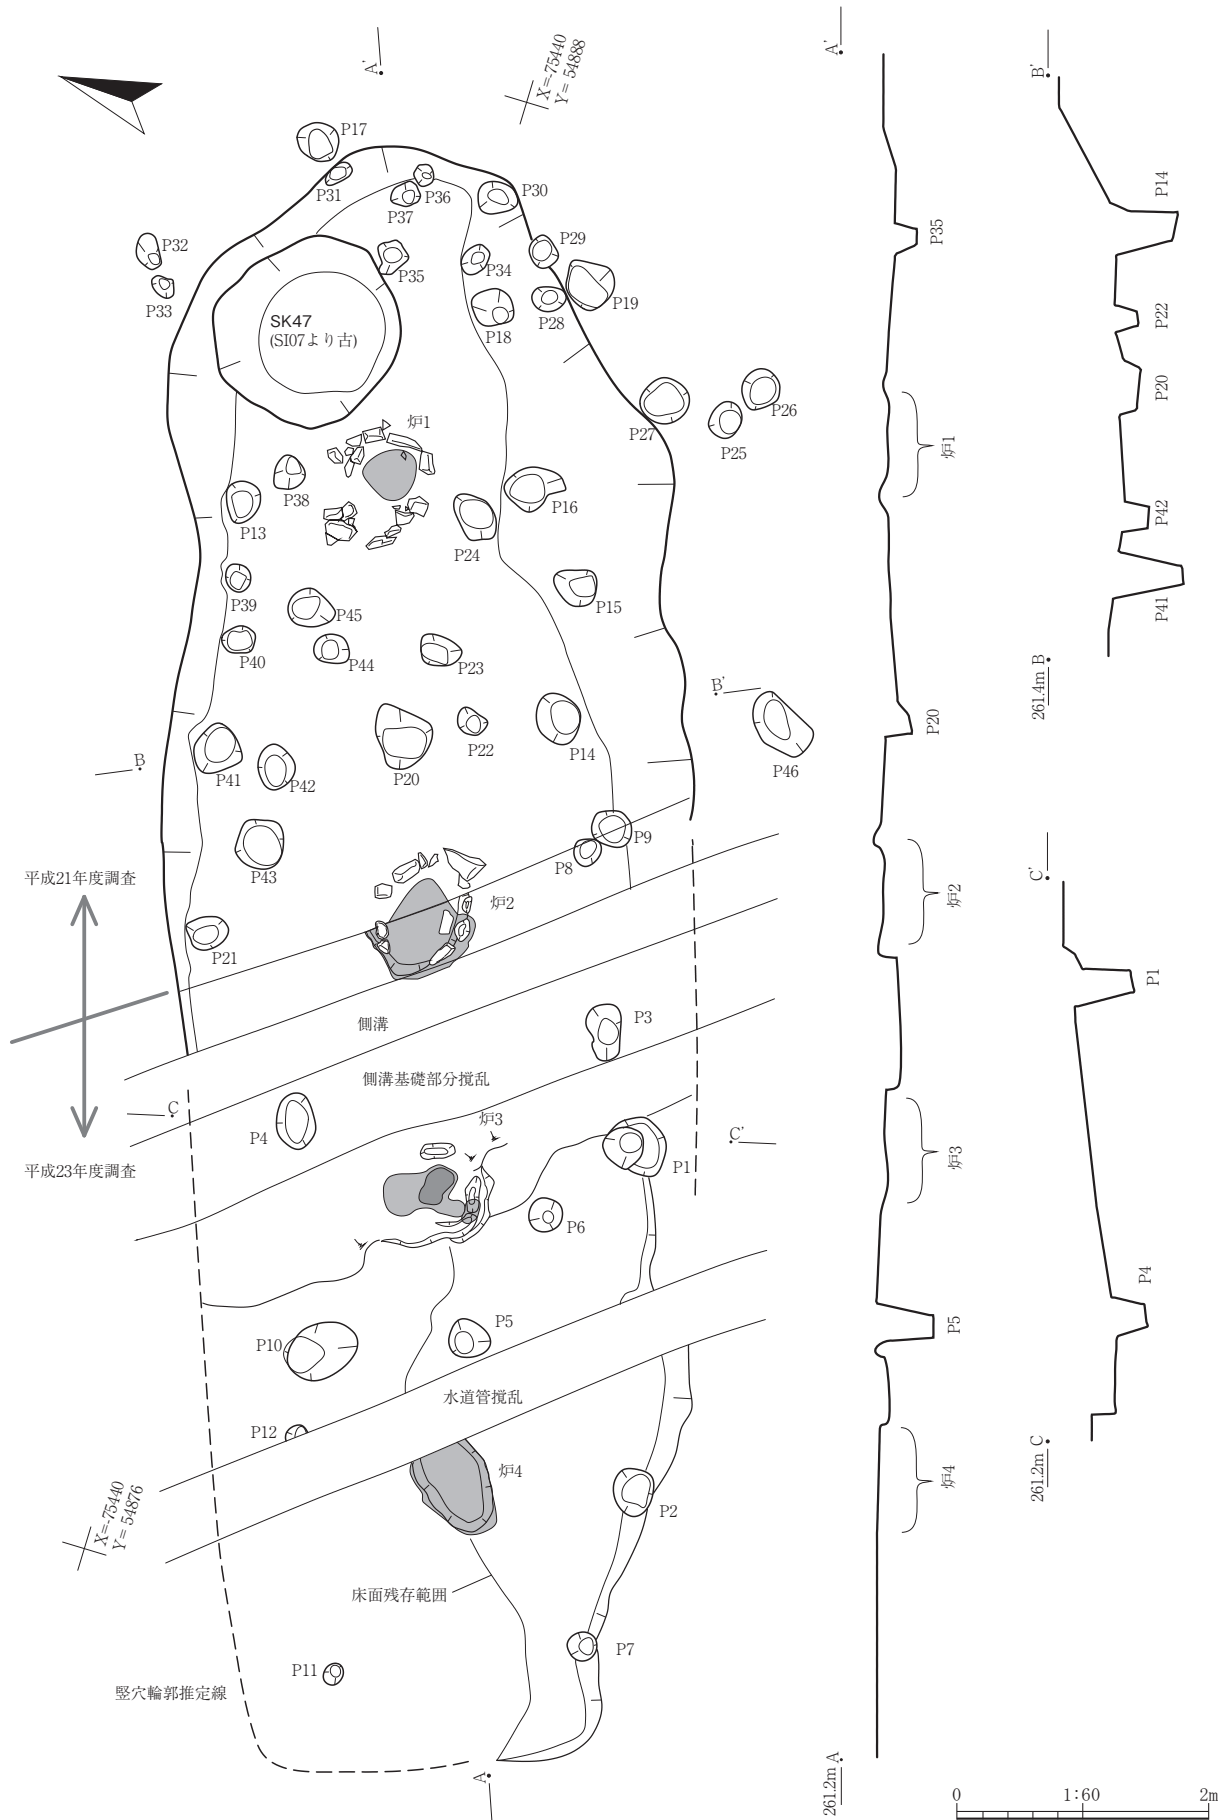 A'
X=-75440
Y= 54888
A'
B'
P17
P31
P36
P37
P30
P14
P32
P33
P35
P34
P29
P35
SK47
(SI07より古)
P18
P28
P19
P22
P20
炉1
P27
P25
P26
炉1
P38
P13
P24
P16
P42
P39
P45
P15
P41
P40
P44
P23
B'
261.4m B
P20
B
P41
P42
P20
P22
P14
P46
P43
P8
P9
平成21年度調査
炉2
炉2
C'
P21
P1
側溝
P3
側溝基礎部分撹乱
C
P4
炉3
C'
P1
炉3
平成23年度調査
P6
P4
P10
P5
P5
水道管撹乱
P12
炉4
炉4
261.2m C
X=-75440
Y= 54876
P2
床面残存範囲
P7
P11
竪穴輪郭推定線
A
261.2m A
0 1:60 2m